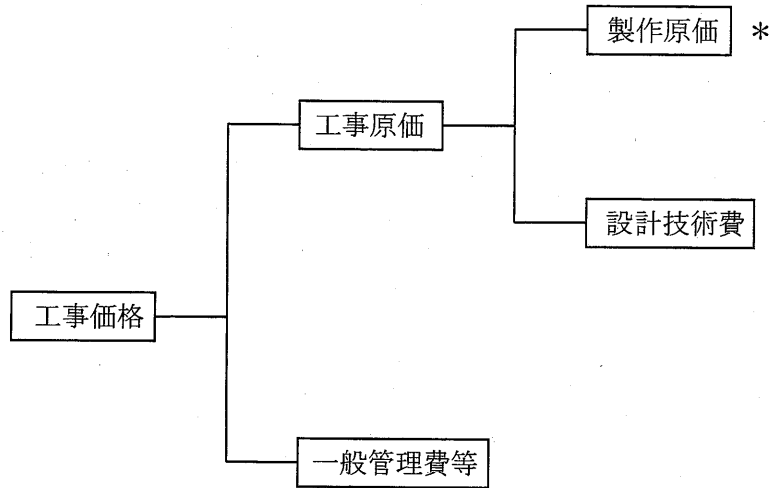 製作原価 *
工事原価
設計技術費
工事価格
一般管理費等